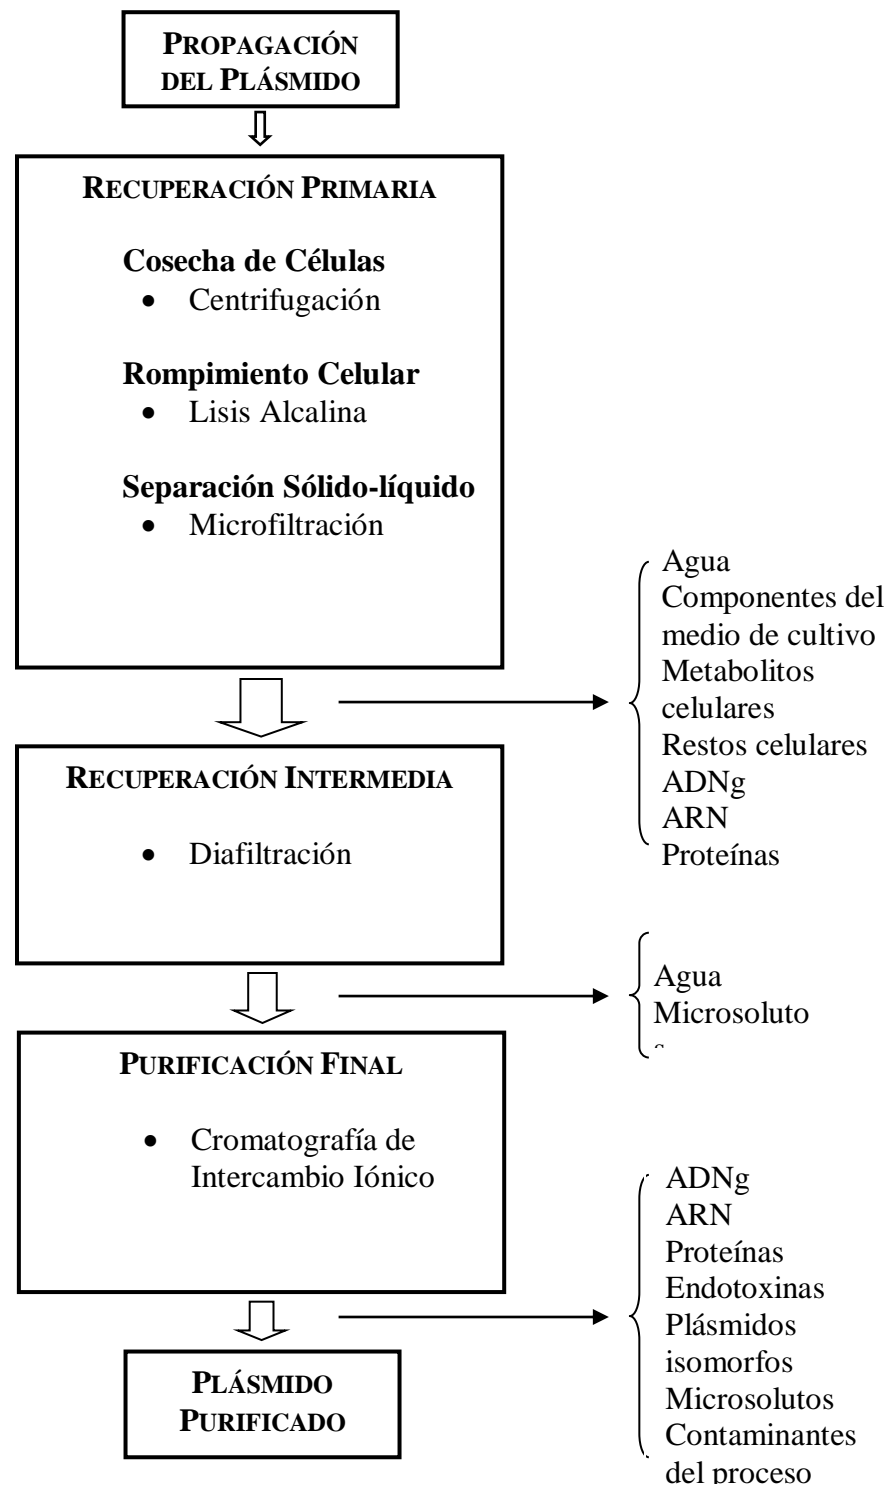 PROPAGACIÓN
DEL PLÁSMIDO
RECUPERACIÓN PRIMARIA
Cosecha de Células
• Centrifugación
Rompimiento Celular
• Lisis Alcalina
Separación Sólido-líquido
• Microfiltración
Agua
Componentes del
medio de cultivo
Metabolitos
celulares
Restos celulares
ADNg
ARN
Proteínas
RECUPERACIÓN INTERMEDIA
• Diafiltración
Agua
Microsoluto
s
PURIFICACIÓN FINAL
• Cromatografía de
Intercambio Iónico
ADNg
ARN
Proteínas
Endotoxinas
Plásmidos
isomorfos
Microsolutos
Contaminantes
del proceso
PLÁSMIDO
PURIFICADO